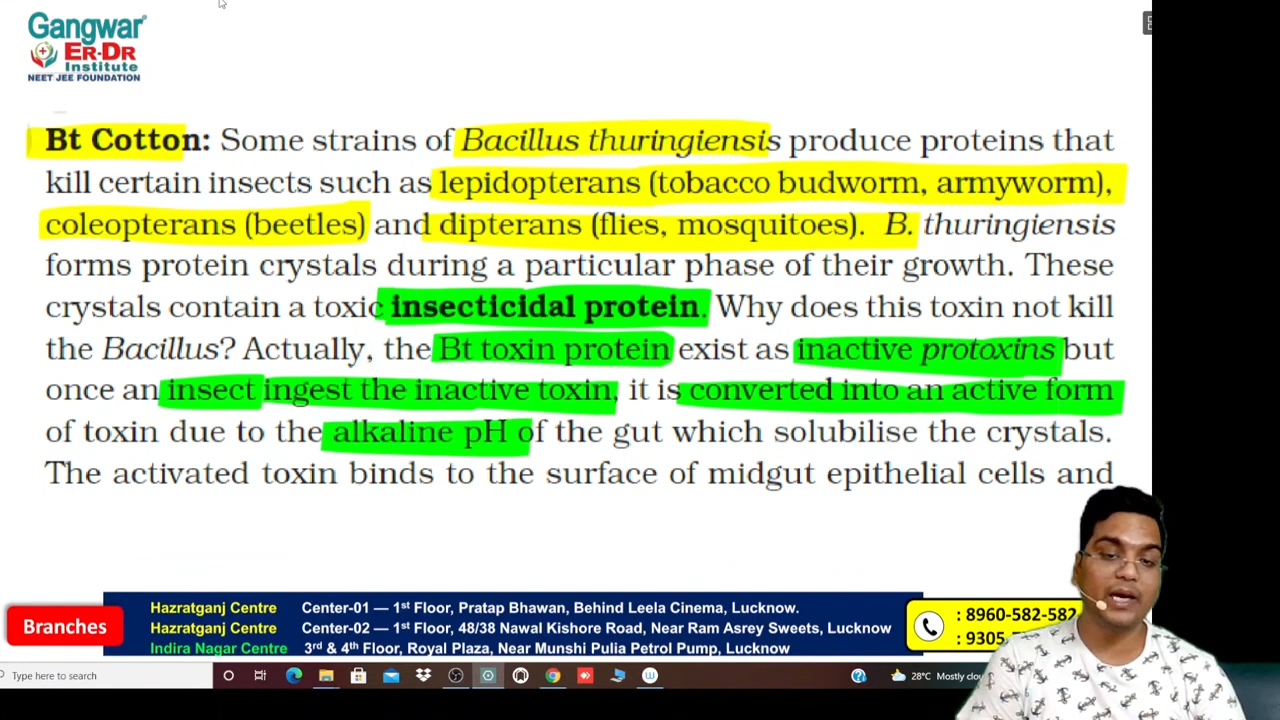 Gangwar
ER-DR
Institute
NEET JEE FOUNDATION
Bt Cotton: Some strains of Bacillus thuringiensis produce proteins that
kill certain insects such as lepidopterans (tobacco budworm, armyworm),
coleopterans (beetles) and dipterans (flies, mosquitoes). B. thuringiensis
forms protein crystals during a particular phase of their growth. These
crystals contain a toxic insecticidal protein. Why does this toxin not kill
the Bacillus? Actually, the Bt toxin protein exist as inactive protoxins but
once an insect ingest the inactive toxin, it is converted into an active form
of toxin due to the alkaline pH of the gut which solubilise the crystals.
The activated toxin binds to the surface of midgut epithelial cells and
Branches
Hazratganj Centre Center-01 — 1st Floor, Pratap Bhawan, Behind Leela Cinema, Lucknow.
Hazratganj Centre Center-02 — 1st Floor, 48/38 Nawal Kishore Road, Near Ram Asrey Sweets, Lucknow
Indira Nagar Centre 3rd & 4th Floor, Royal Plaza, Near Munshi Pulia Petrol Pump, Lucknow
: 8960-582-582
: 9305-
Type here to search
28°C Mostly